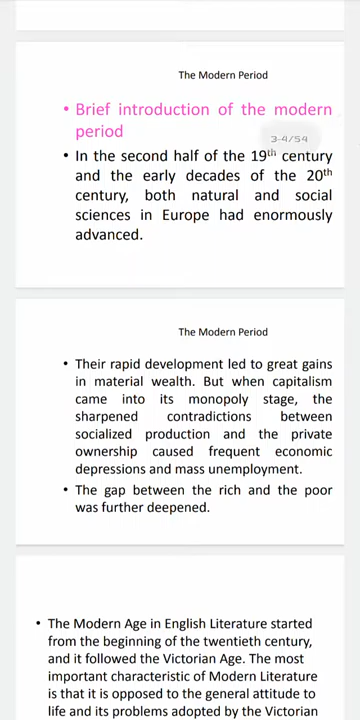 The Modern Period
• Brief introduction of the modern
period
3-4/54
• In the second half of the 19th century
and the early decades of the 20th
century, both natural and social
sciences in Europe had enormously
advanced.
The Modern Period
• Their rapid development led to great gains
in material wealth. But when capitalism
came into its monopoly stage, the
sharpened contradictions between
socialized production and the private
ownership caused frequent economic
depressions and mass unemployment.
• The gap between the rich and the poor
was further deepened.
• The Modern Age in English Literature started
from the beginning of the twentieth century,
and it followed the Victorian Age. The most
important characteristic of Modern Literature
is that it is opposed to the general attitude to
life and its problems adopted by the Victorian